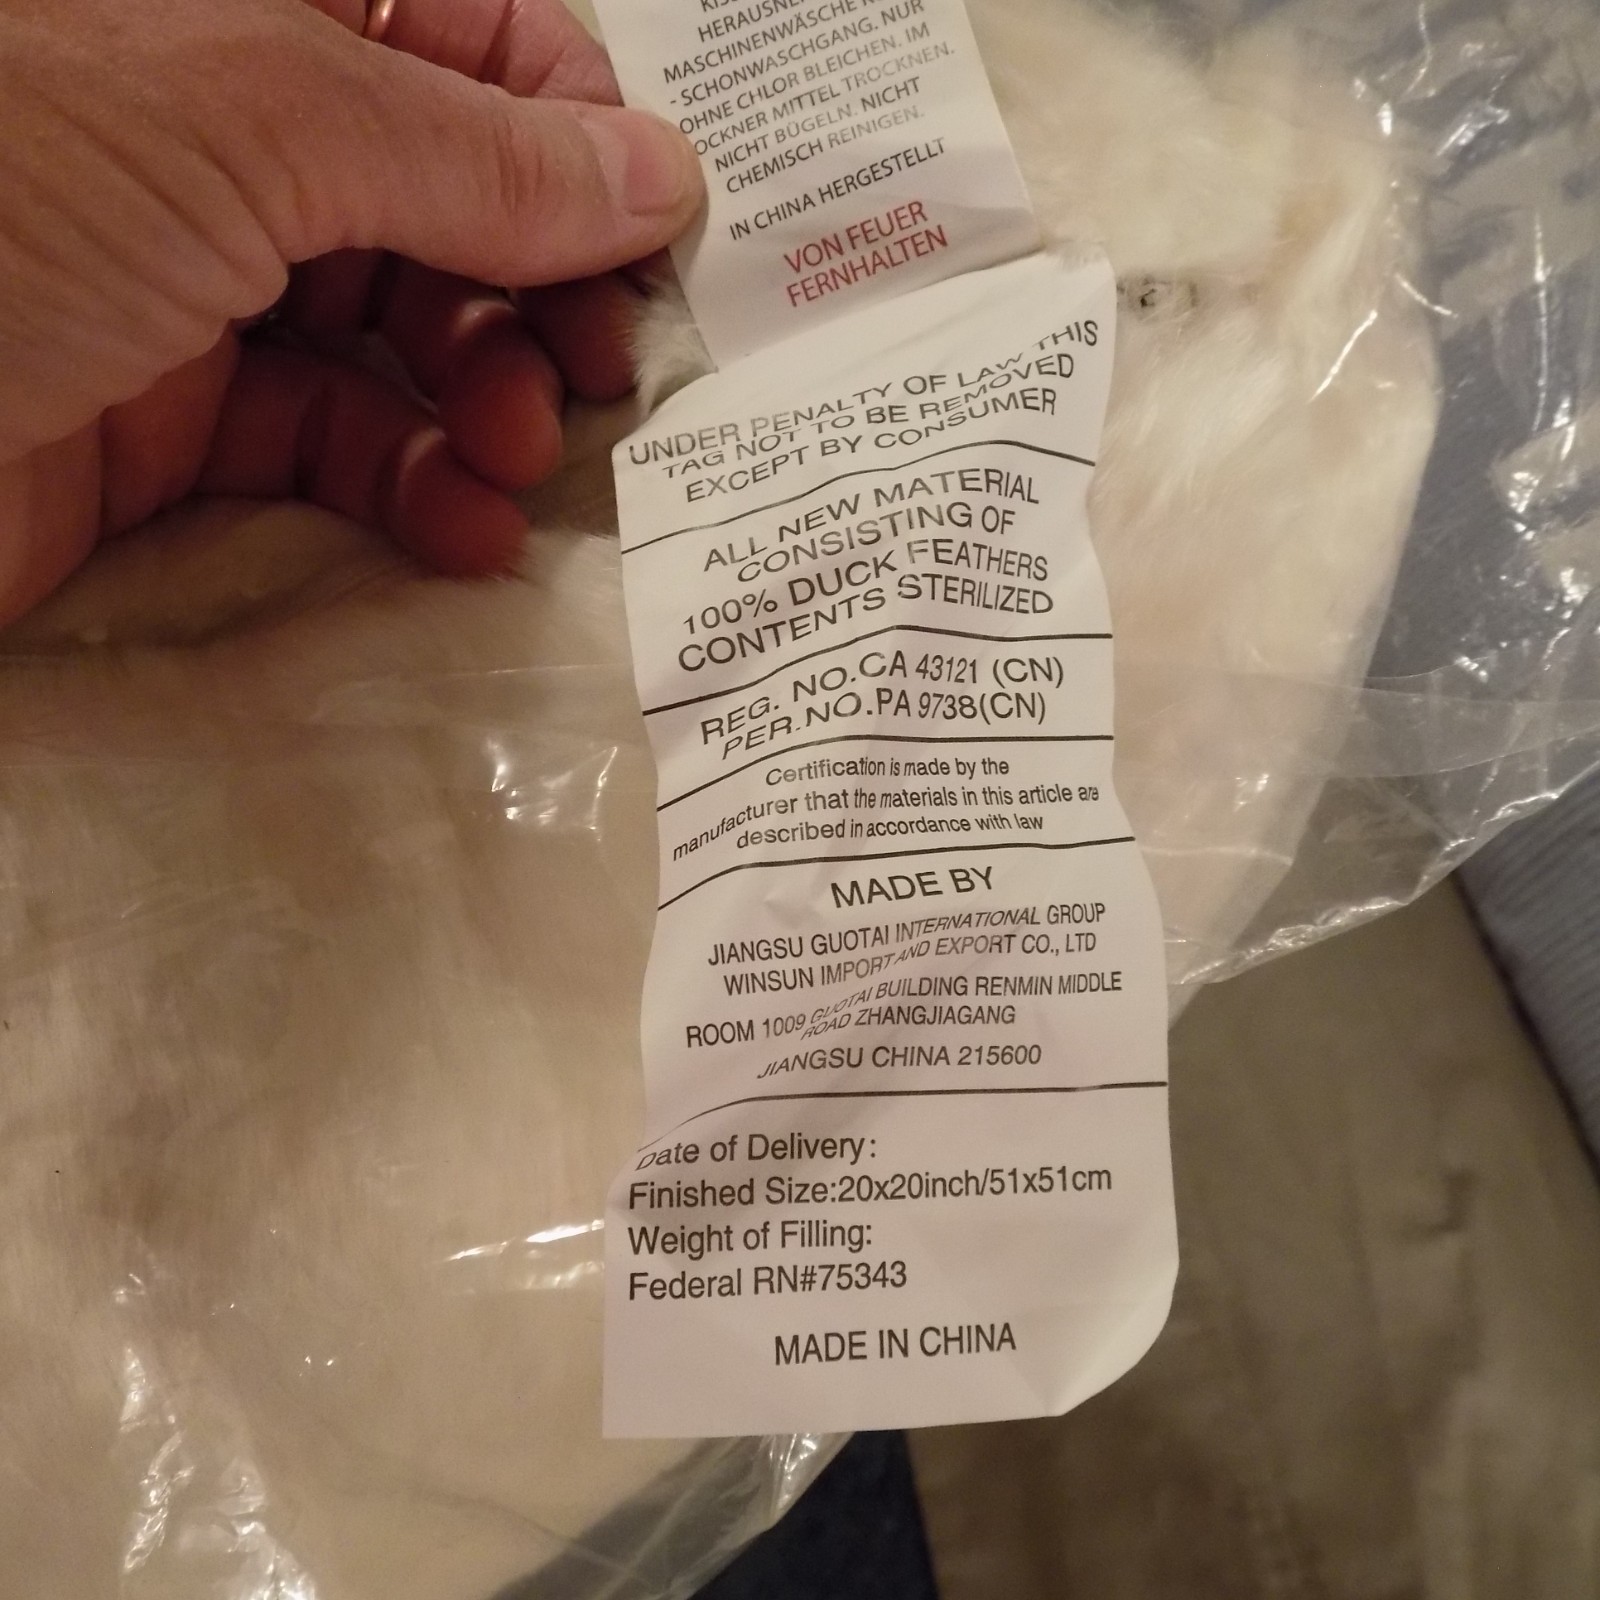 HERAUSNE
MASCHINENWÄSCHE
- SCHONWASCHGANG. NUR
OHNE CHLOR BLEICHEN. IM
OCKNER MITTEL TROCKNEN.
NICHT BÜGELN. NICHT
CHEMISCH REINIGEN.
IN CHINA HERGESTELLT
VON FEUER
FERNHALTEN
UNDER PENALTY OF LAW THIS
TAG NOT TO BE REMOVED
EXCEPT BY CONSUMER
ALL NEW MATERIAL
CONSISTING OF
100% DUCK FEATHERS
CONTENTS STERILIZED
REG. NO.CA 43121 (CN)
PER.NO.PA 9738(CN)
Certification is made by the
manufacturer that the materials in this article are
described in accordance with law
MADE BY
JIANGSU GUOTAI INTERNATIONAL GROUP
WINSUN IMPORT AND EXPORT CO., LTD
ROOM 1009 GUOTAI BUILDING RENMIN MIDDLE
ROAD ZHANGJIAGANG
JIANGSU CHINA 215600
Date of Delivery:
Finished Size:20x20inch/51x51cm
Weight of Filling:
Federal RN#75343
MADE IN CHINA